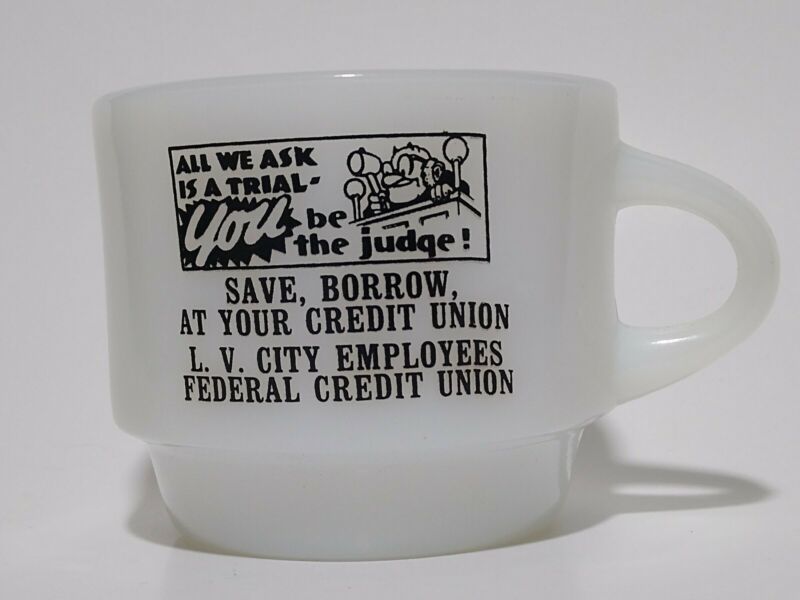 ALL WE ASK
IS A TRIAL-
You be
the judge!
SAVE, BORROW,
AT YOUR CREDIT UNION
L. V. CITY EMPLOYEES
FEDERAL CREDIT UNION